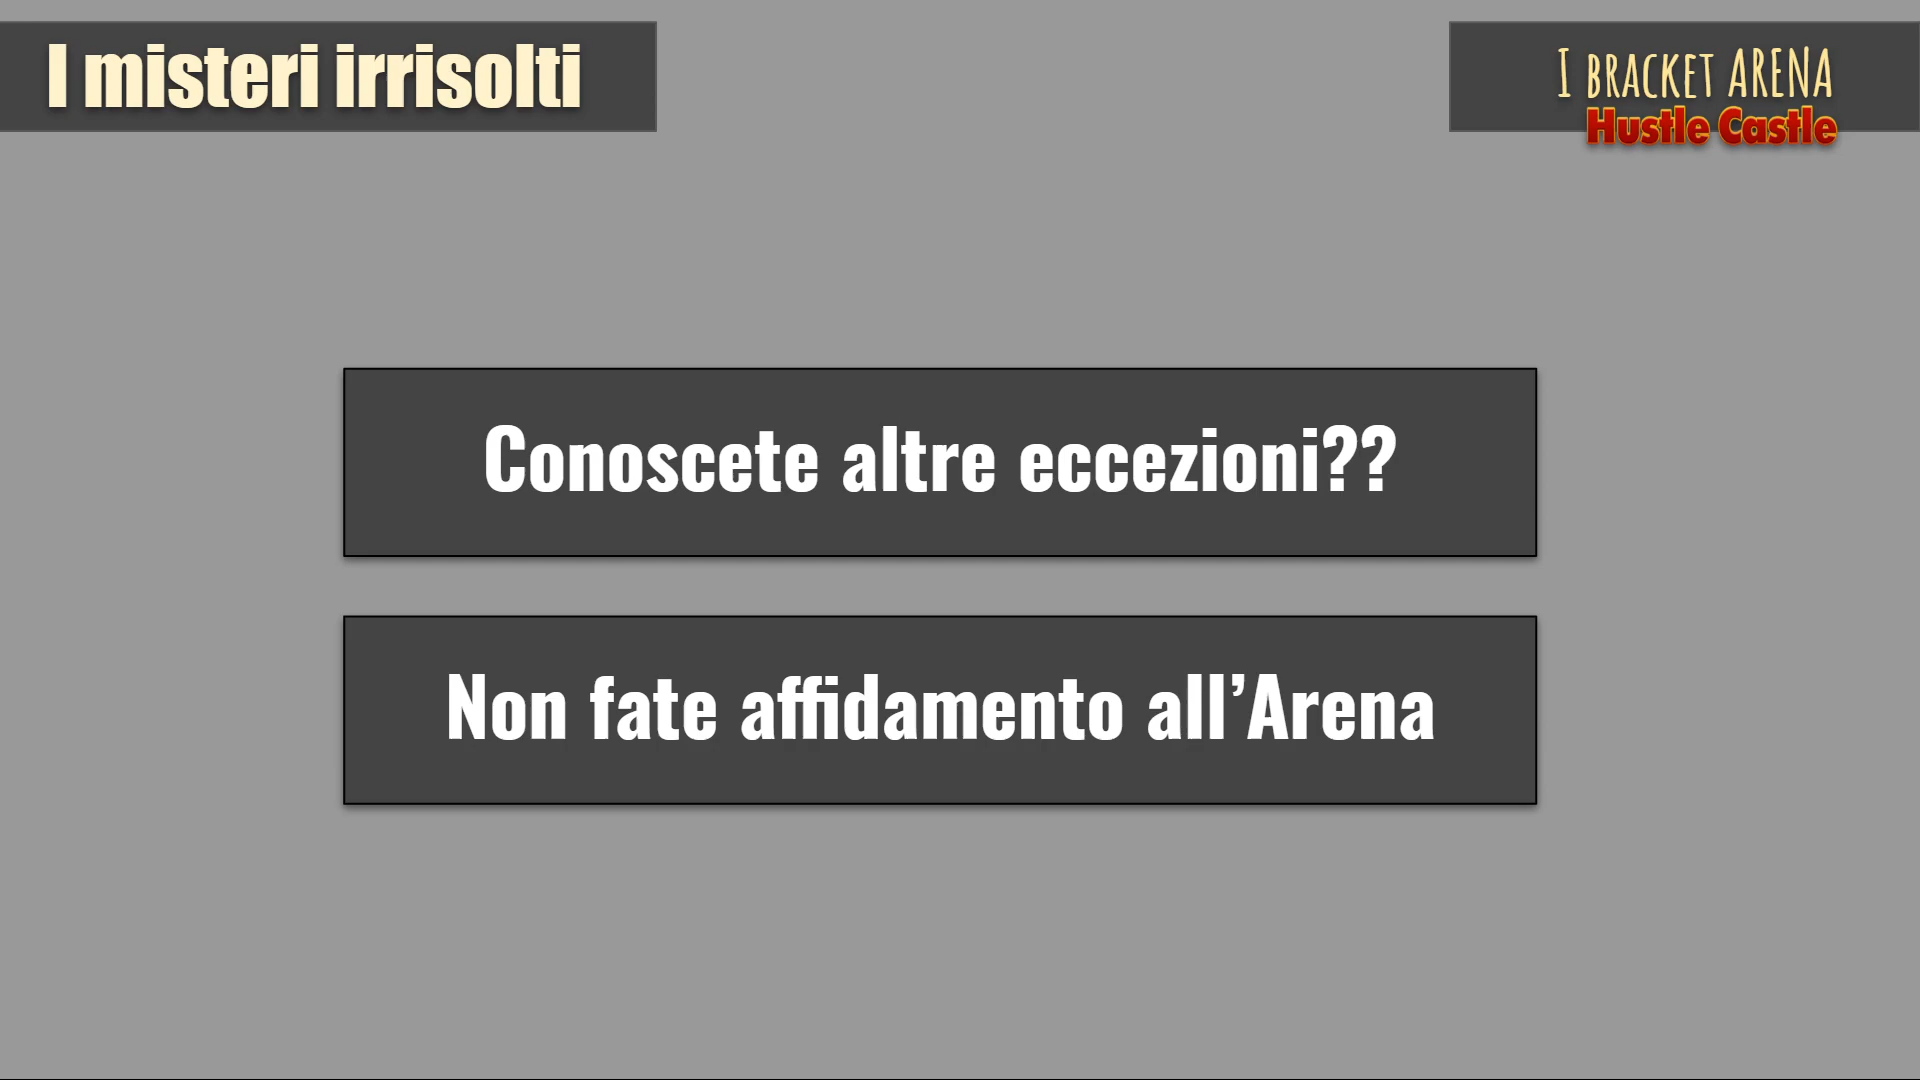 I misteri irrisolti
I BRACKET ARENA
Hustle Castle
Conoscete altre eccezioni??
Non fate affidamento all’Arena